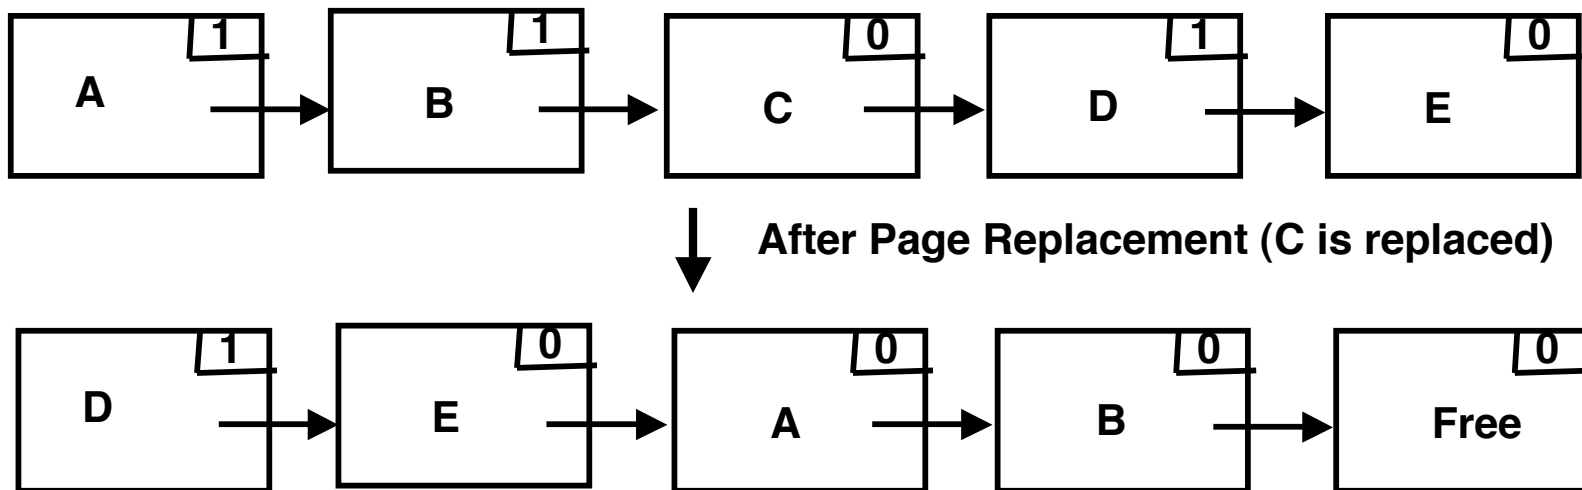 1 1 0 1 0
A B C D E
After Page Replacement (C is replaced)
1 0 0 0 0
D E A B Free